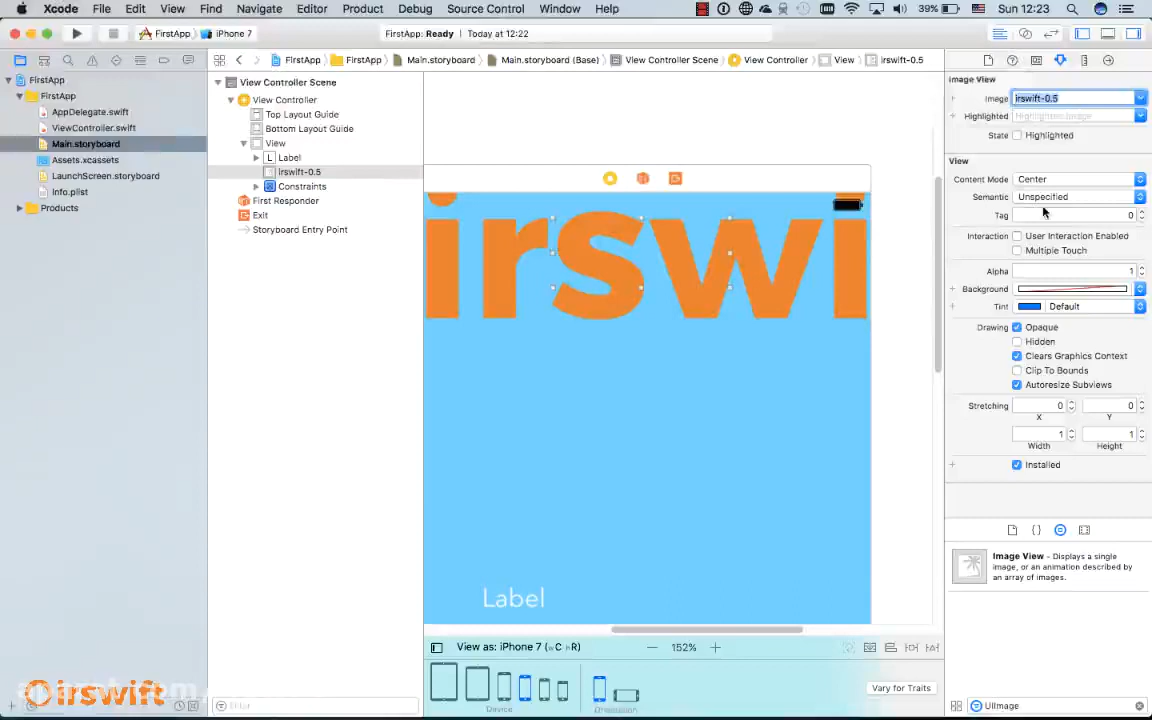 Xcode File Edit View Find Navigate Editor Product Debug Source Control Window Help 39% Sun 12:23
FirstApp iPhone 7 FirstApp: Ready Today at 12:22
FirstApp FirstApp Main.storyboard Main.storyboard (Base) View Controller Scene View Controller View irswift-0.5
FirstApp
FirstApp
AppDelegate.swift
ViewController.swift
Main.storyboard
Assets.xcassets
LaunchScreen.storyboard
Info.plist
Products
View Controller Scene
View Controller
Top Layout Guide
Bottom Layout Guide
View
L Label
irswift-0.5
Constraints
First Responder
Exit
Storyboard Entry Point
Filter
irswi
Label
View as: iPhone 7 (wC hR) 152%
Device Orientation
Vary for Traits
Image View
Image irswift-0.5
Highlighted Highlighted Image
State Highlighted
View
Content Mode Center
Semantic Unspecified
Tag 0
Interaction User Interaction Enabled
Multiple Touch
Alpha 1
Background
Tint Default
Drawing Opaque
Hidden
Clears Graphics Context
Clip To Bounds
Autoresize Subviews
Stretching 0 0
X Y
1 1
Width Height
Installed
Image View - Displays a single
image, or an animation described by
an array of images.
UIImage
irswift